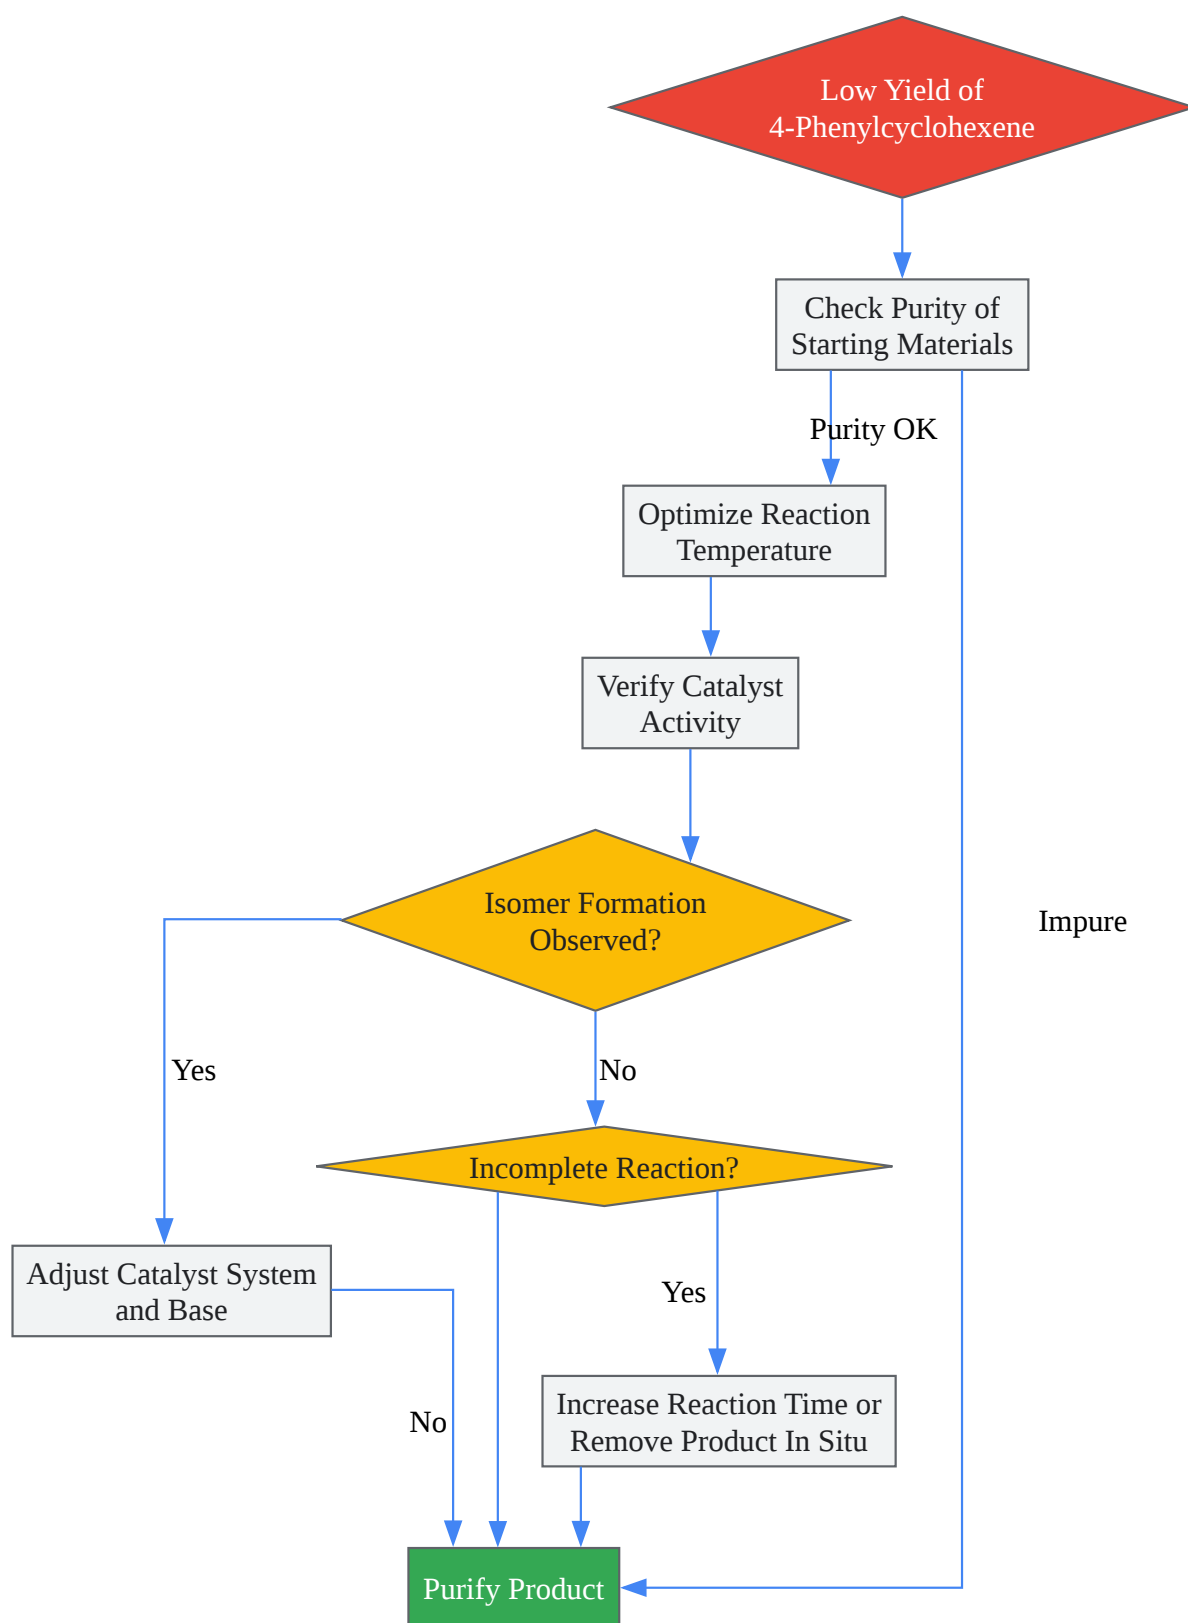 Low Yield of
4-Phenylcyclohexene
Check Purity of
Starting Materials
Purity OK
Optimize Reaction
Temperature
Verify Catalyst
Activity
Isomer Formation
Observed?
Impure
Yes
No
Incomplete Reaction?
Adjust Catalyst System
and Base
Yes
Increase Reaction Time or
Remove Product In Situ
No
Purify Product